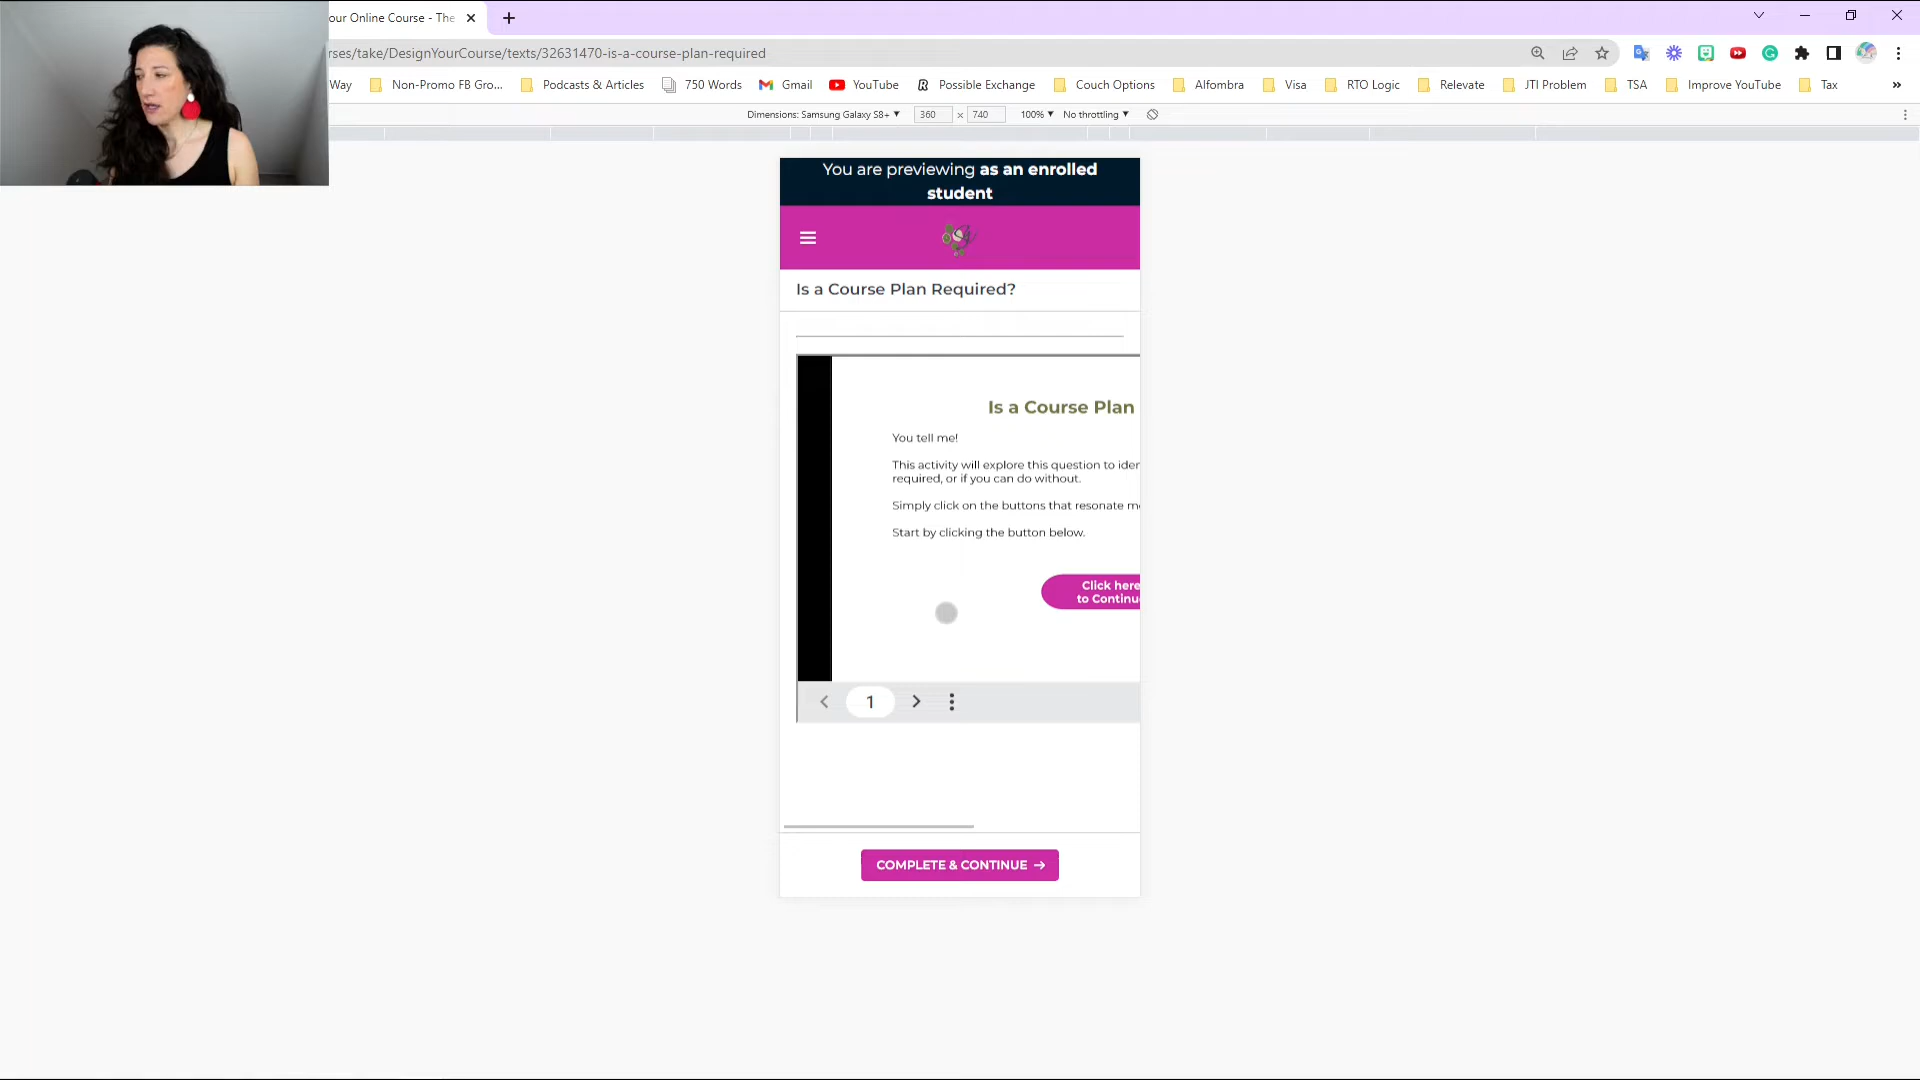 our Online Course - The
rses/take/DesignYourCourse/texts/32631470-is-a-course-plan-required
Way
Non-Promo FB Gro...
Podcasts & Articles
750 Words
Gmail
YouTube
Possible Exchange
Couch Options
Alfombra
Visa
RTO Logic
Relevate
JTI Problem
TSA
Improve YouTube
Tax
»
Dimensions: Samsung Galaxy S8+ 360 x 740 100% No throttling
You are previewing as an enrolled
student
Is a Course Plan Required?
Is a Course Plan
You tell me!
This activity will explore this question to iden
required, or if you can do without.
Simply click on the buttons that resonate m
Start by clicking the button below.
Click here
to Continu
1
COMPLETE & CONTINUE →